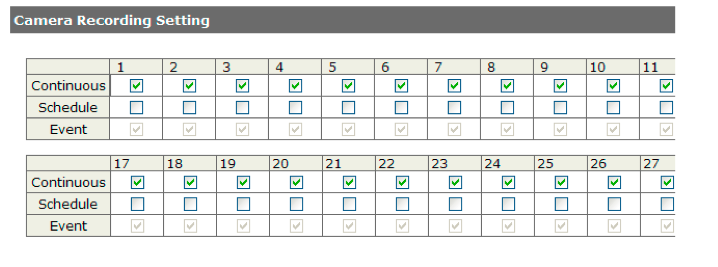 Camera Recording Setting
1 2 3 4 5 6 7 8 9 10 11
Continuous
Schedule
Event
17 18 19 20 21 22 23 24 25 26 27
Continuous
Schedule
Event